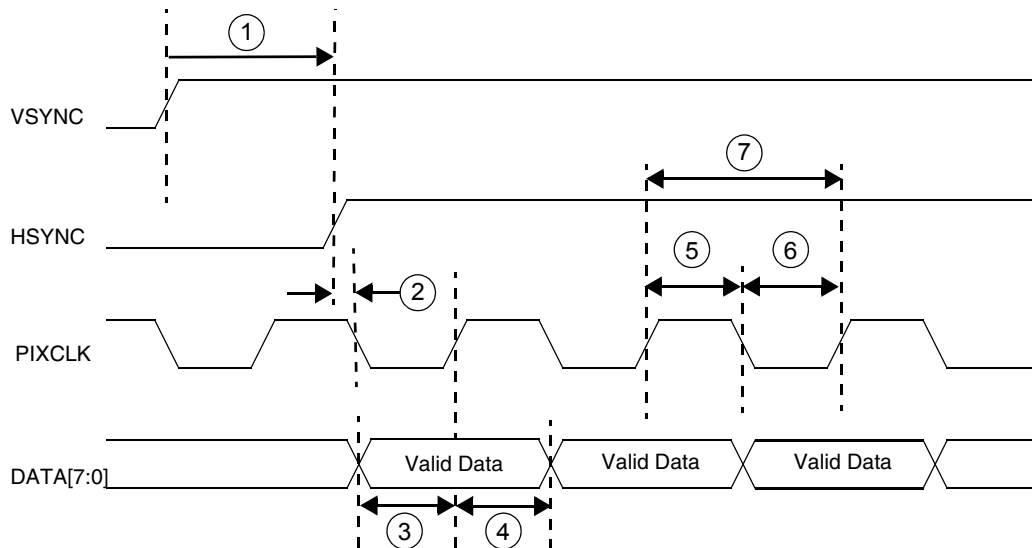 1
VSYNC
7
HSYNC
5
6
2
PIXCLK
DATA[7:0]
Valid Data
Valid Data
Valid Data
3
4